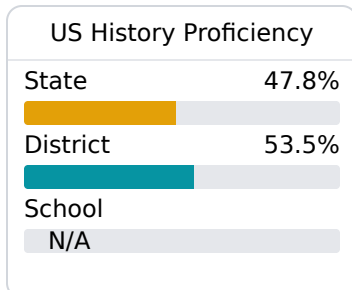 US History Proficiency
State 47.8%
District 53.5%
School
N/A